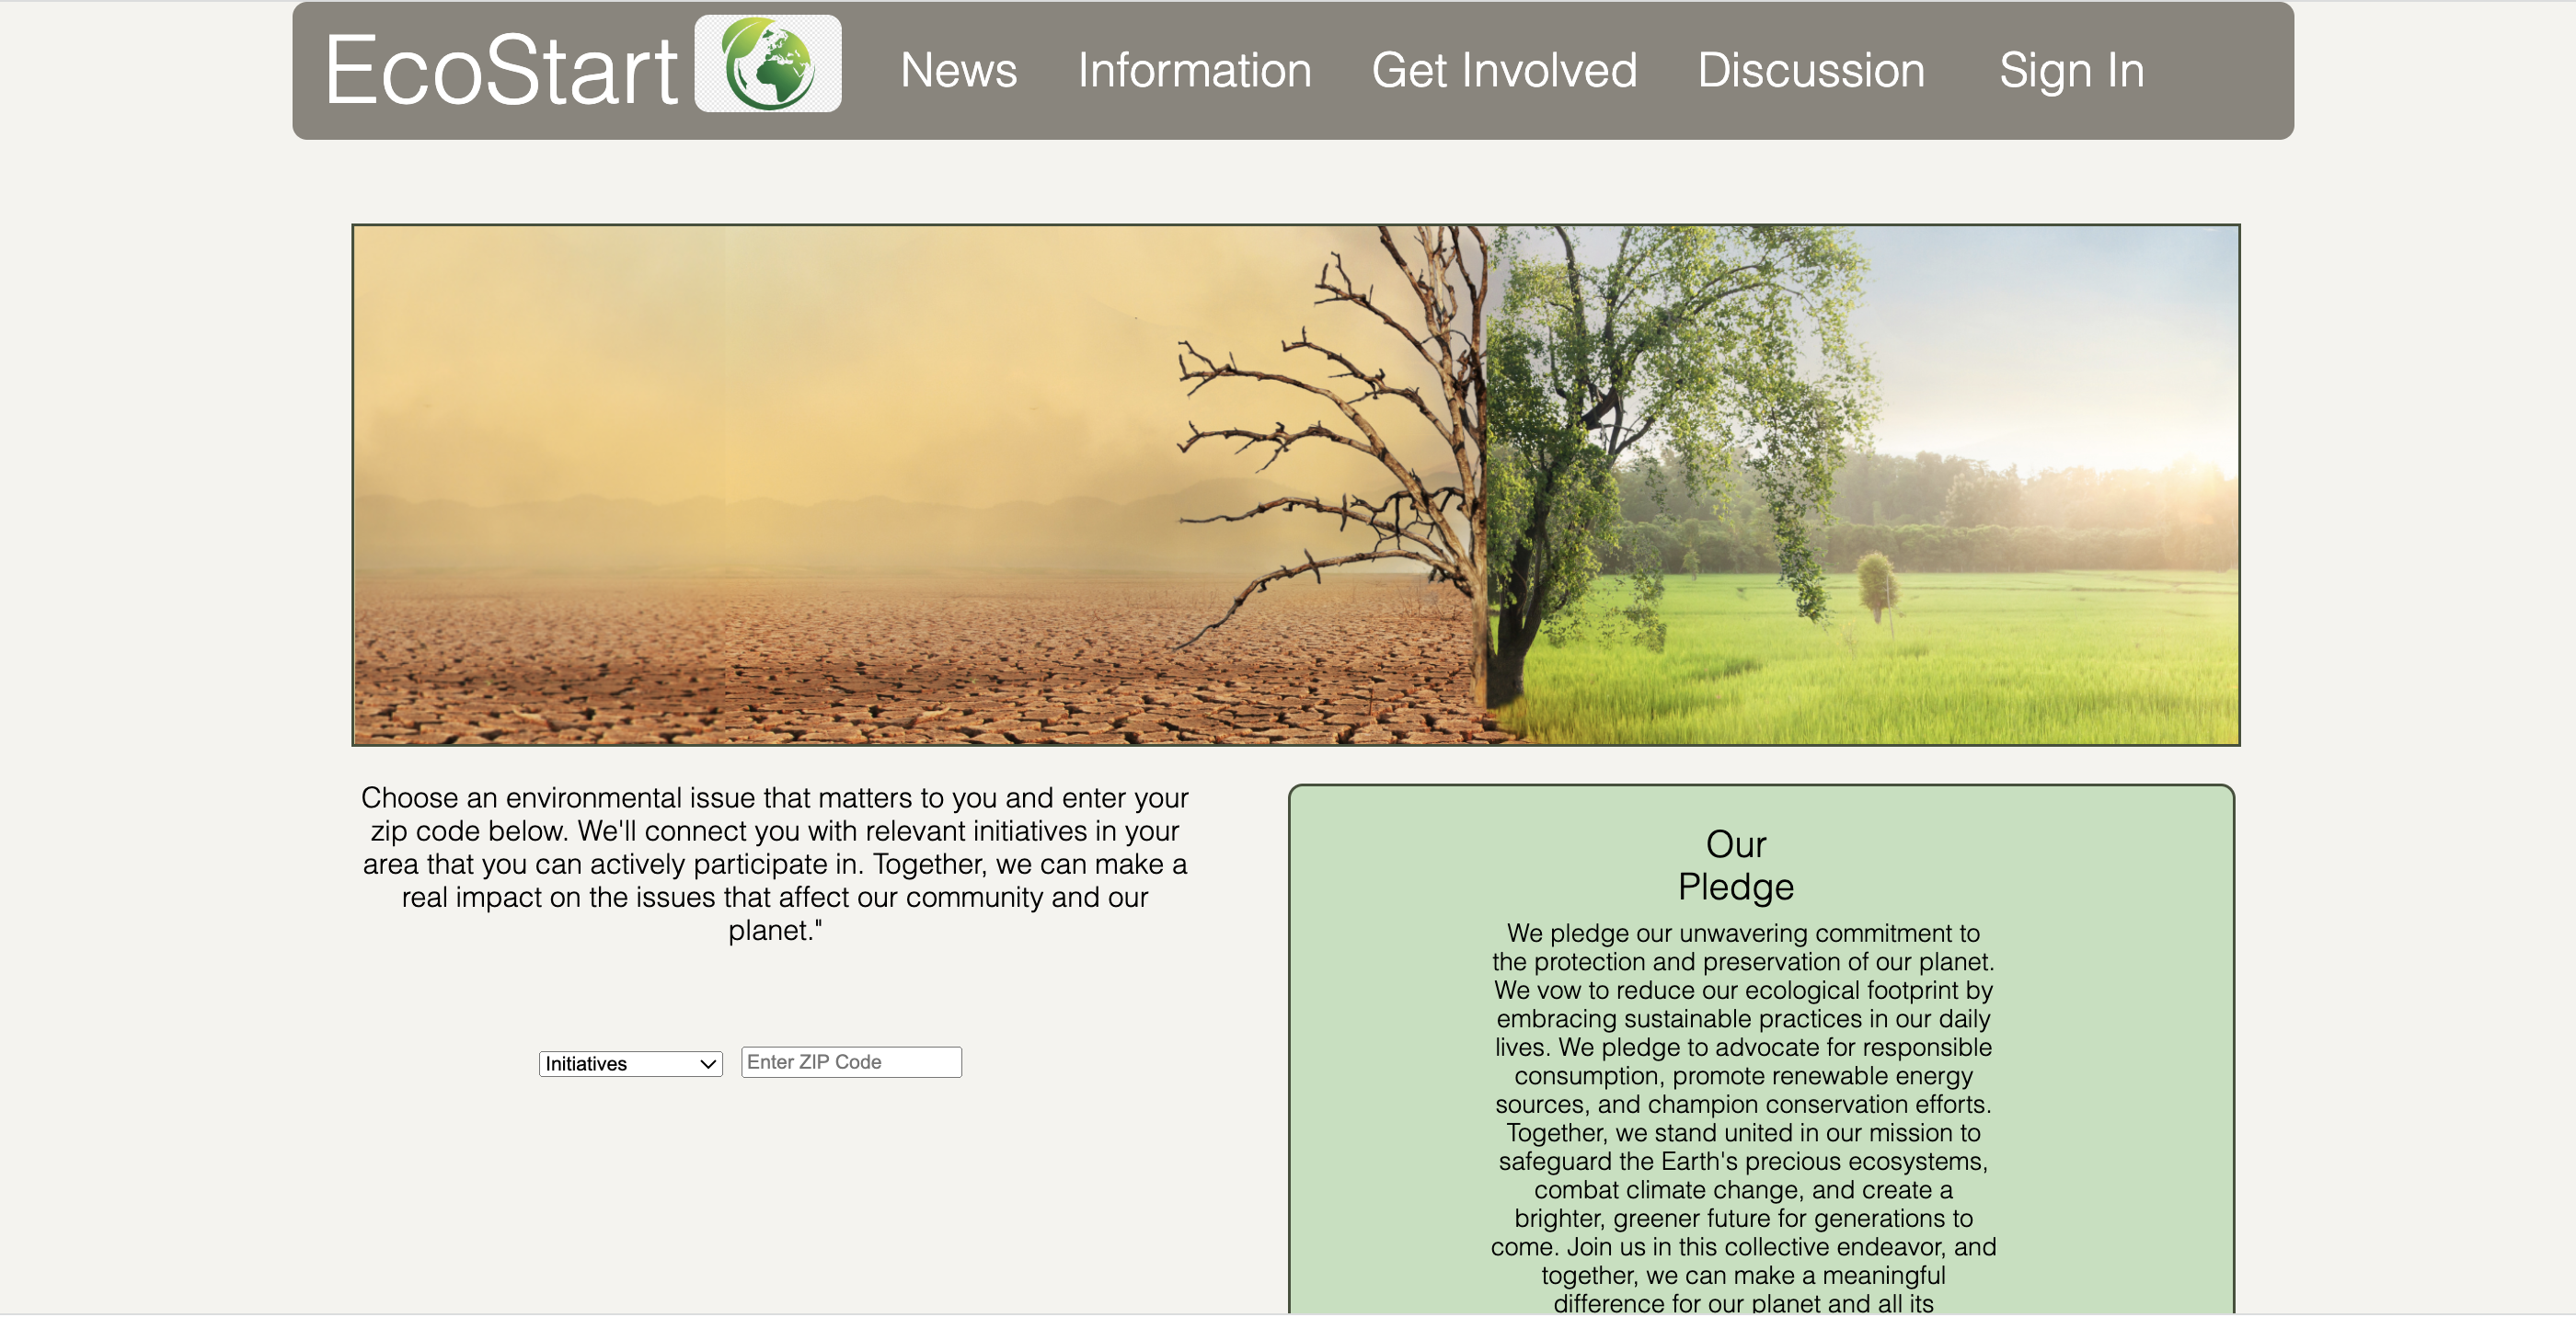 EcoStart
News Information Get Involved Discussion Sign In
Choose an environmental issue that matters to you and enter your
zip code below. We'll connect you with relevant initiatives in your
area that you can actively participate in. Together, we can make a
real impact on the issues that affect our community and our
planet."
Initiatives
Enter ZIP Code
Our
Pledge
We pledge our unwavering commitment to
the protection and preservation of our planet.
We vow to reduce our ecological footprint by
embracing sustainable practices in our daily
lives. We pledge to advocate for responsible
consumption, promote renewable energy
sources, and champion conservation efforts.
Together, we stand united in our mission to
safeguard the Earth's precious ecosystems,
combat climate change, and create a
brighter, greener future for generations to
come. Join us in this collective endeavor, and
together, we can make a meaningful
difference for our planet and all its